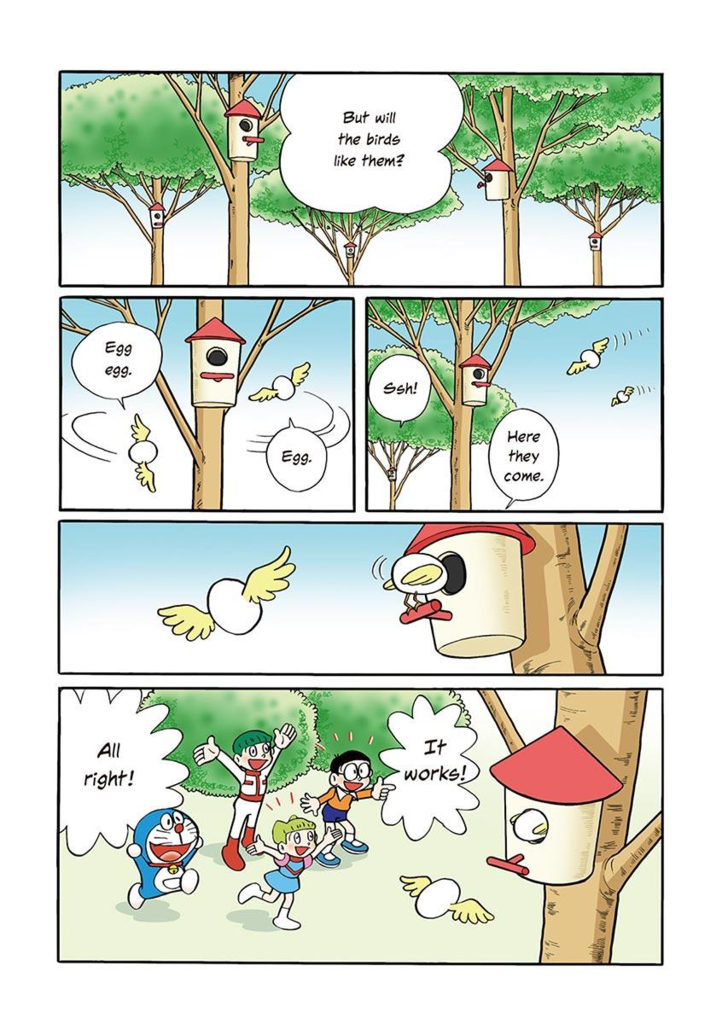 But will
the birds
like them?
Egg
egg.
Egg.
Ssh!
Here
they
come.
All
right!
It
works!